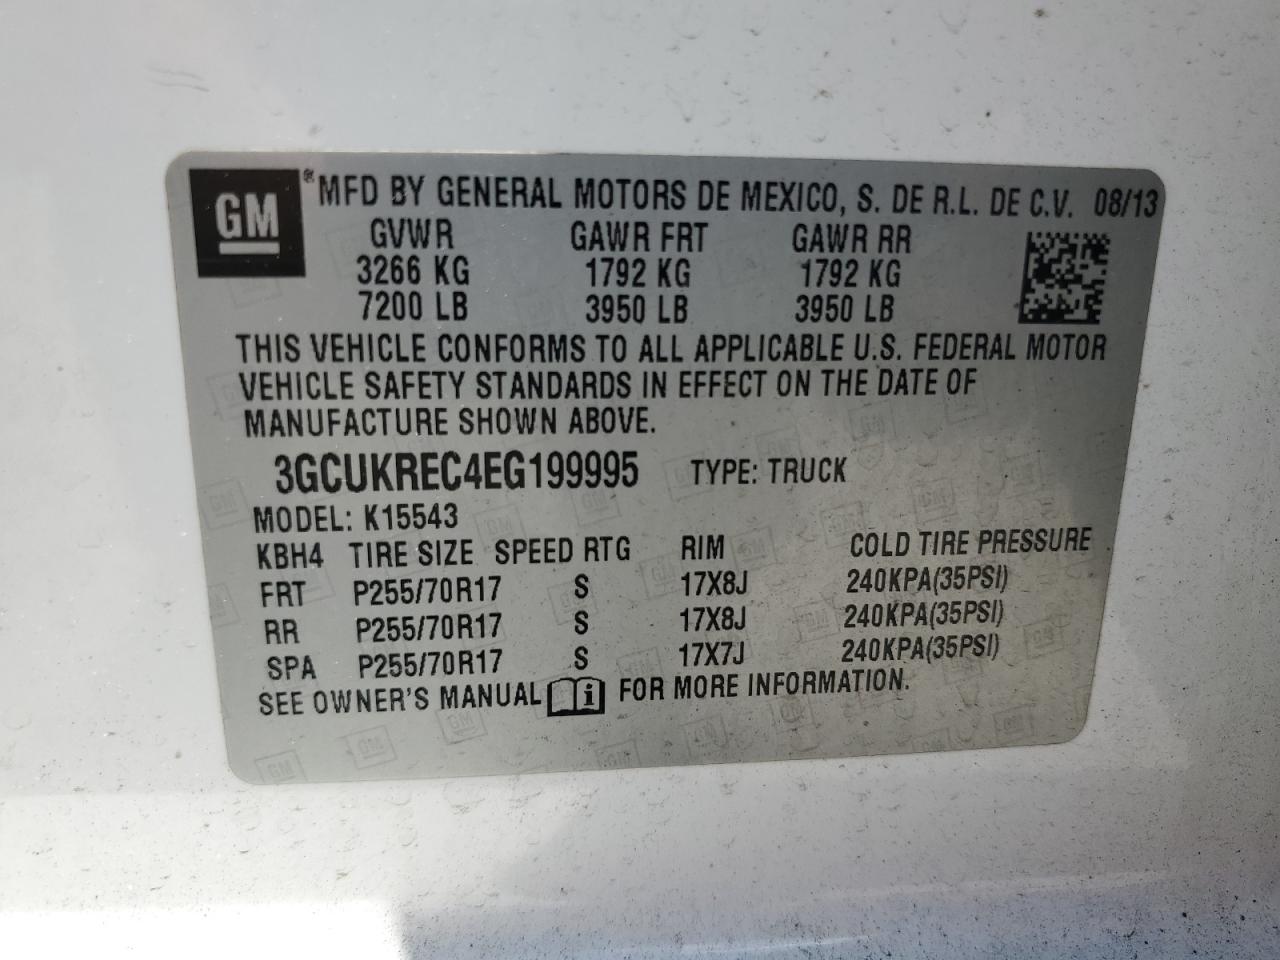 GM ® MFD BY GENERAL MOTORS DE MEXICO, S. DE R.L. DE C.V. 08/13
GVWR GAWR FRT GAWR RR
3266 KG 1792 KG 1792 KG
7200 LB 3950 LB 3950 LB
THIS VEHICLE CONFORMS TO ALL APPLICABLE U.S. FEDERAL MOTOR
VEHICLE SAFETY STANDARDS IN EFFECT ON THE DATE OF
MANUFACTURE SHOWN ABOVE.
3GCUKREC4EG199995 TYPE: TRUCK
MODEL: K15543
KBH4 TIRE SIZE SPEED RTG RIM COLD TIRE PRESSURE
FRT P255/70R17 S 17X8J 240KPA(35PSI)
RR P255/70R17 S 17X8J 240KPA(35PSI)
SPA P255/70R17 S 17X7J 240KPA(35PSI)
SEE OWNER'S MANUAL i FOR MORE INFORMATION.